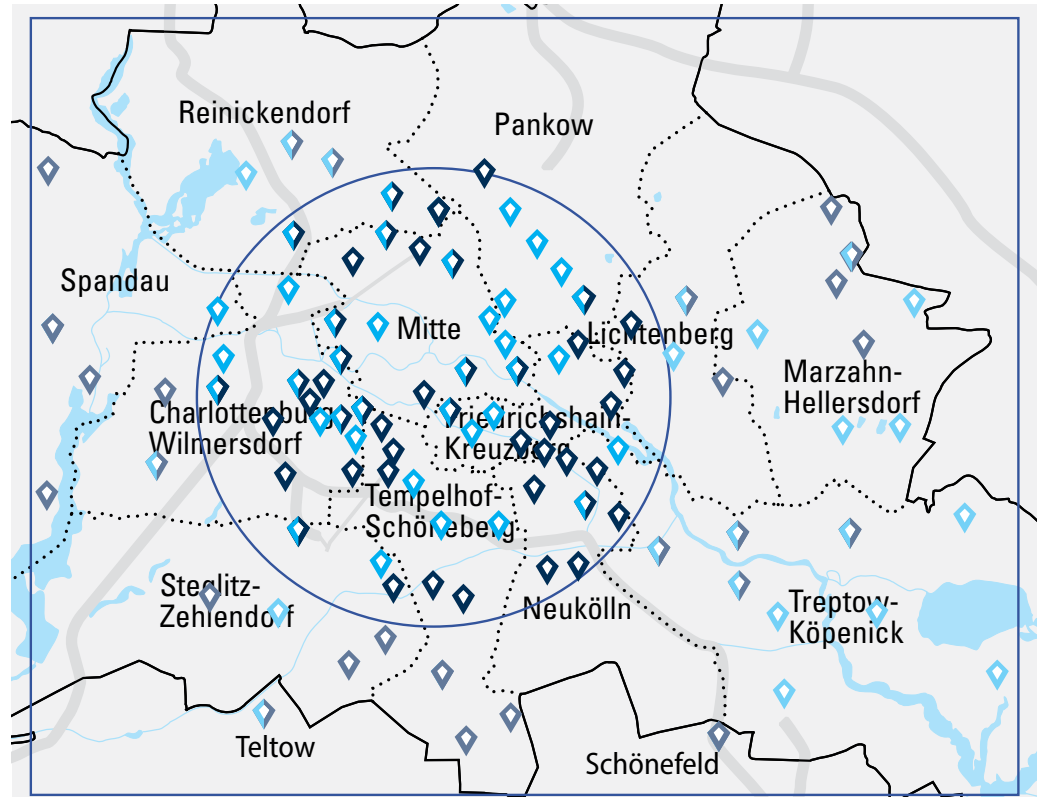 Reinickendorf
Pankow
Spandau
Mitte
Lichtenberg
Marzahn-
Hellersdorf
Charlottenburg
Wilmersdorf
Friedrichshain-
Kreuzberg
Tempelhof-
Schöneberg
Steglitz-
Zehlendorf
Neukölln
Treptow-
Köpenick
Teltow
Schönefeld